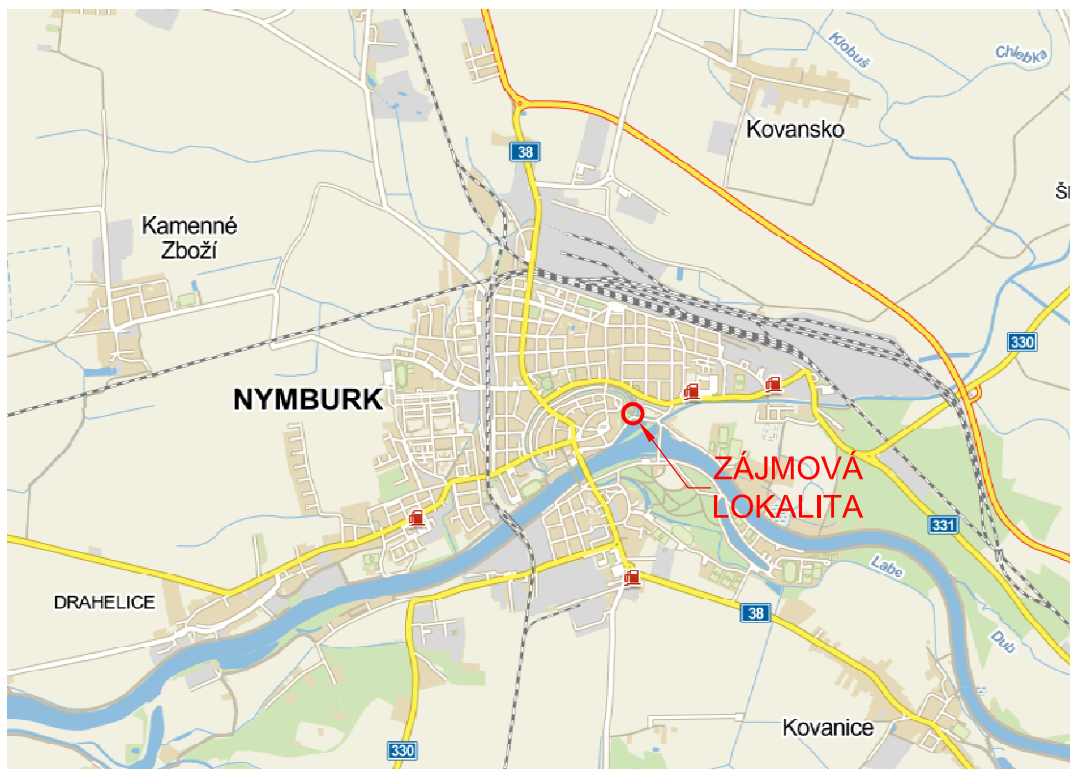 Klobuš
Chlebka
Kovansko
38
Kamenné
Zboží
330
NYMBURK
ZÁJMOVÁ
LOKALITA
331
Labe
DRAHELICE
38
Dub
Kovanice
330